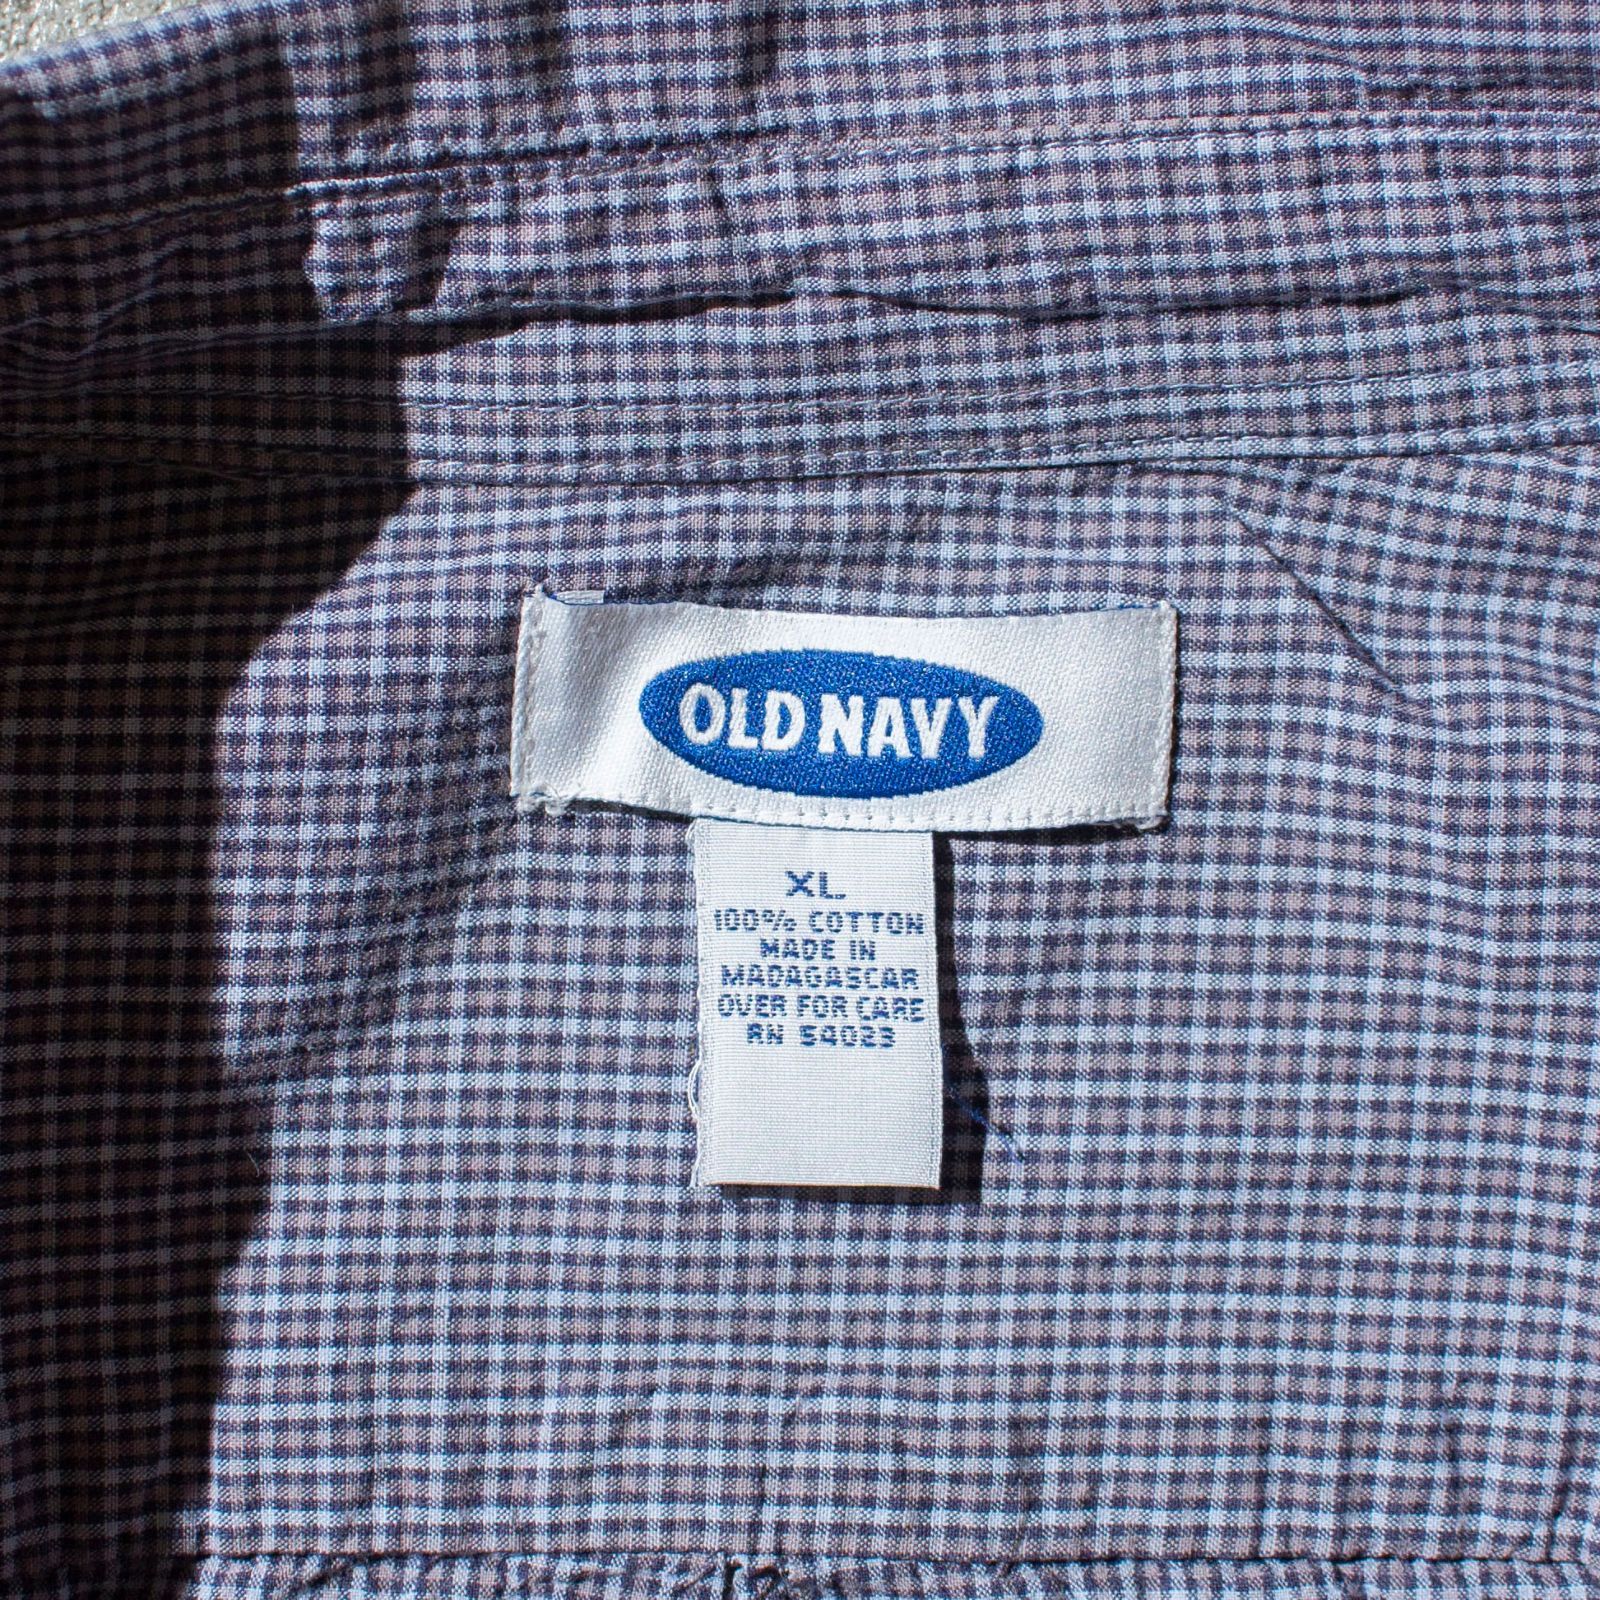 OLD NAVY
XL
100% COTTON
MADE IN
MADAGASCAR
OVER FOR CARE
RN 54023